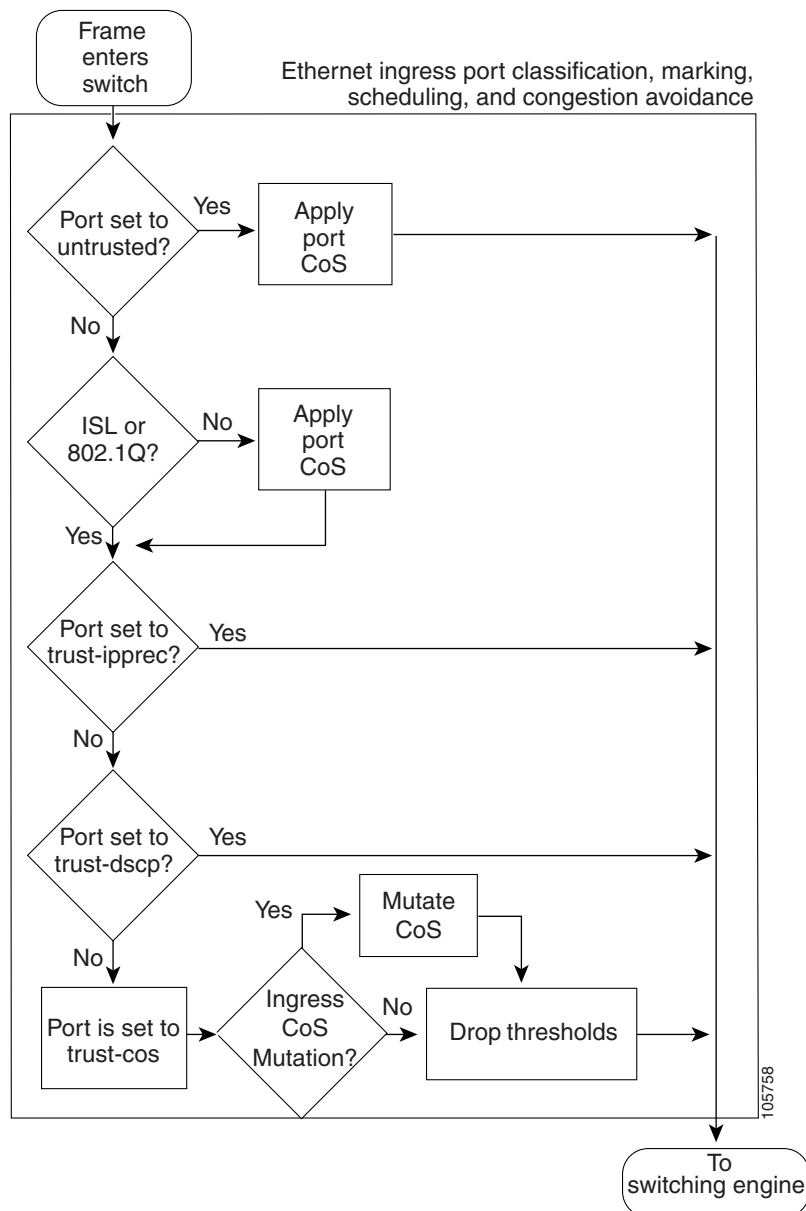 Frame
enters
switch
Ethernet ingress port classification, marking,
scheduling, and congestion avoidance
Port set to
untrusted?
Yes
Apply
port
CoS
No
ISL or
802.1Q?
No
Apply
port
CoS
Yes
Port set to
trust-ipprec?
Yes
No
Port set to
trust-dscp?
Yes
No
Port is set to
trust-cos
Ingress
CoS
Mutation?
Yes
Mutate
CoS
No
Drop thresholds
105758
To
switching engine